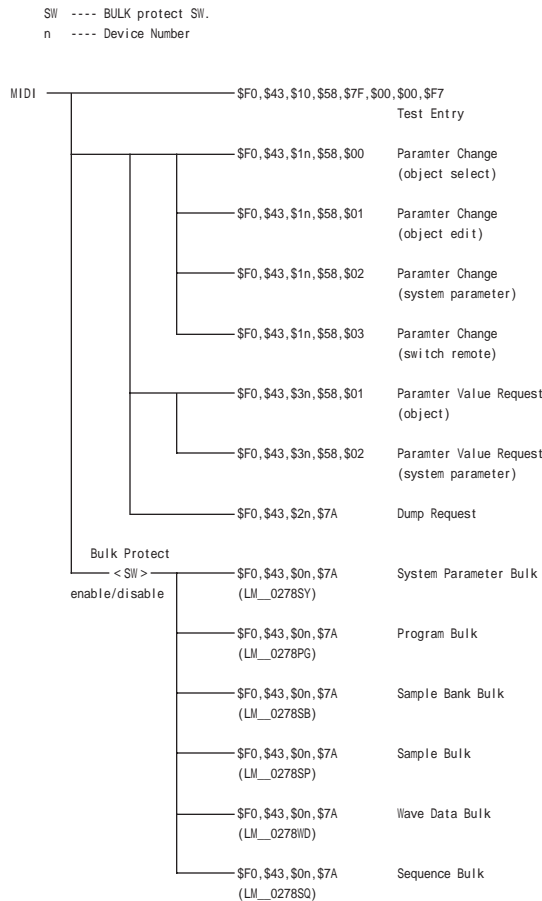 SW ---- BULK protect SW.
n ---- Device Number
MIDI $F0,$43,$10,$58,$7F,$00,$00,$F7
Test Entry
$F0,$43,$1n,$58,$00 Paramter Change
(object select)
$F0,$43,$1n,$58,$01 Paramter Change
(object edit)
$F0,$43,$1n,$58,$02 Paramter Change
(system parameter)
$F0,$43,$1n,$58,$03 Paramter Change
(switch remote)
$F0,$43,$3n,$58,$01 Paramter Value Request
(object)
$F0,$43,$3n,$58,$02 Paramter Value Request
(system parameter)
$F0,$43,$2n,$7A Dump Request
Bulk Protect
<SW> $F0,$43,$0n,$7A System Parameter Bulk
enable/disable (LM__0278SY)
$F0,$43,$0n,$7A Program Bulk
(LM__0278PG)
$F0,$43,$0n,$7A Sample Bank Bulk
(LM__0278SB)
$F0,$43,$0n,$7A Sample Bulk
(LM__0278SP)
$F0,$43,$0n,$7A Wave Data Bulk
(LM__0278WD)
$F0,$43,$0n,$7A Sequence Bulk
(LM__0278SQ)